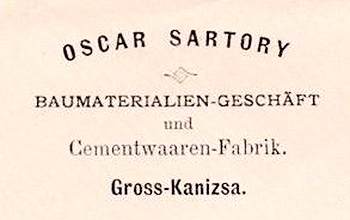 OSCAR SARTORY
BAUMATERIALIEN-GESCHÄFT
und
Cementwaaren-Fabrik.
Gross-Kanizsa.